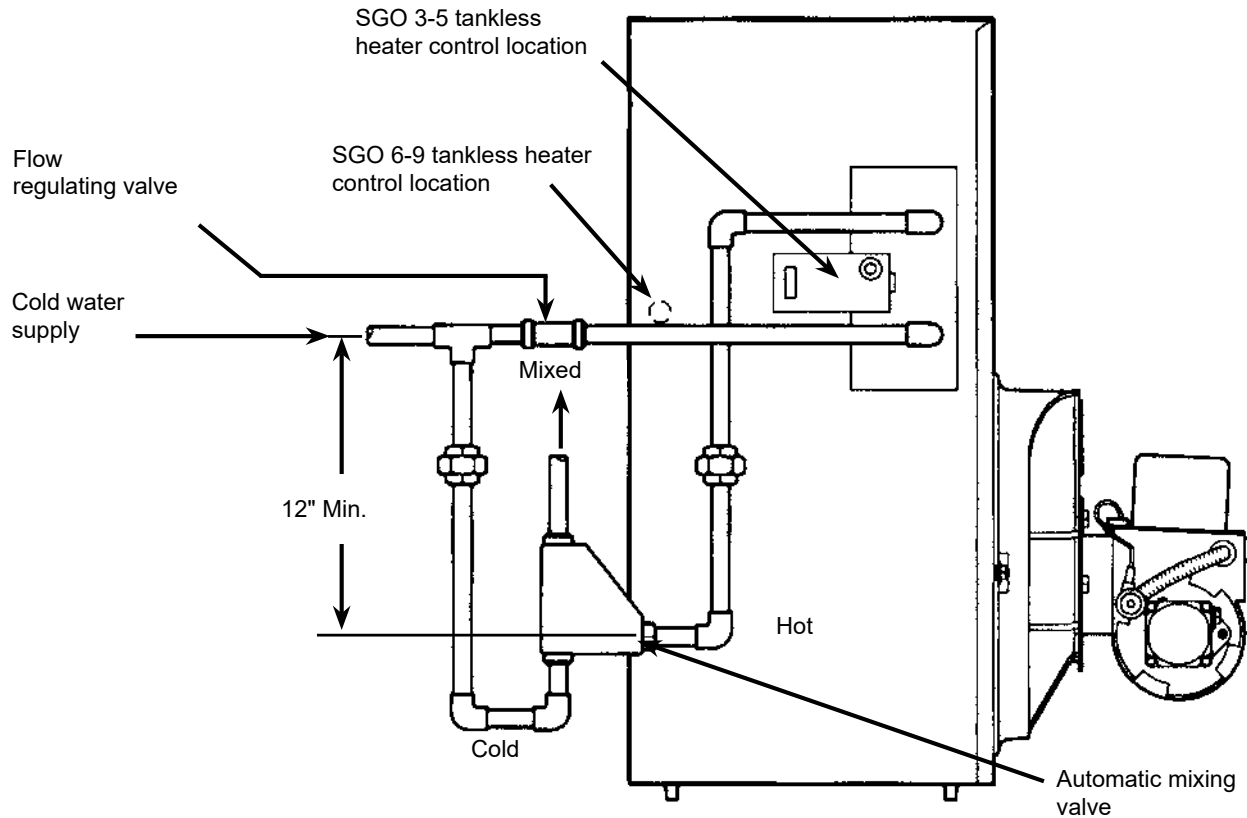 SGO 3-5 tankless
heater control location
SGO 6-9 tankless heater
control location
Flow
regulating valve
Cold water
supply
Mixed
12" Min.
Hot
Cold
Automatic mixing
valve